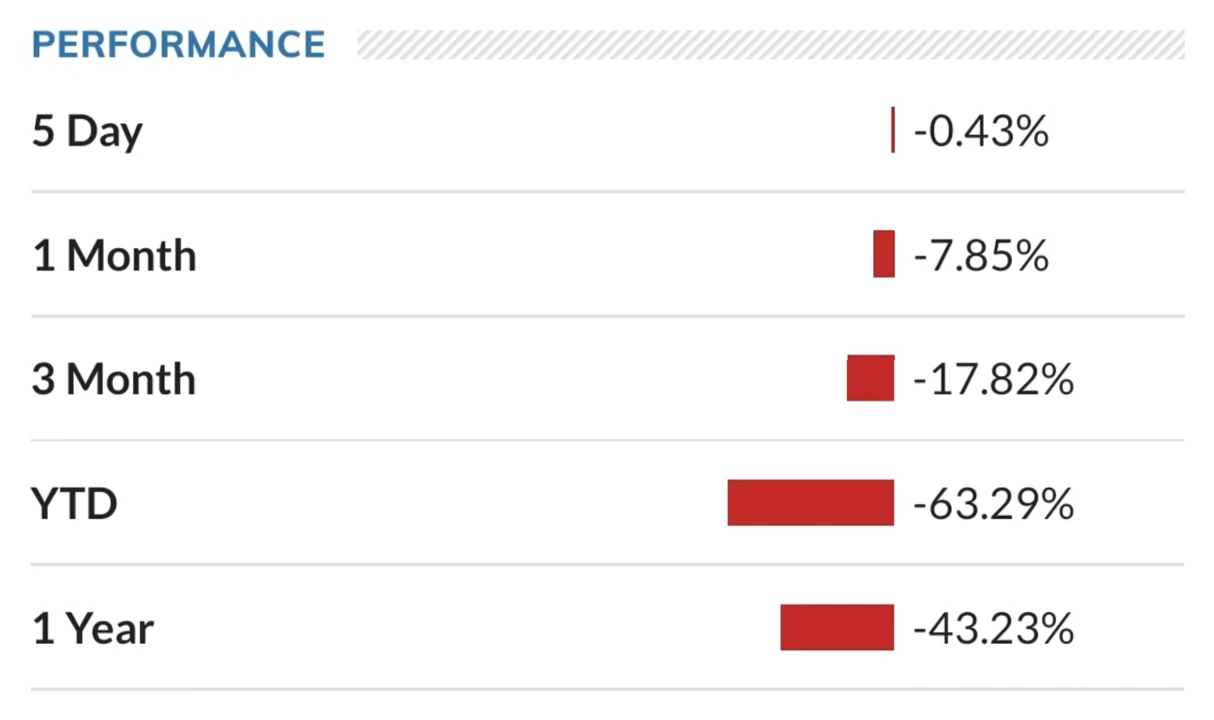 PERFORMANCE
5 Day -0.43%
1 Month -7.85%
3 Month -17.82%
YTD -63.29%
1 Year -43.23%